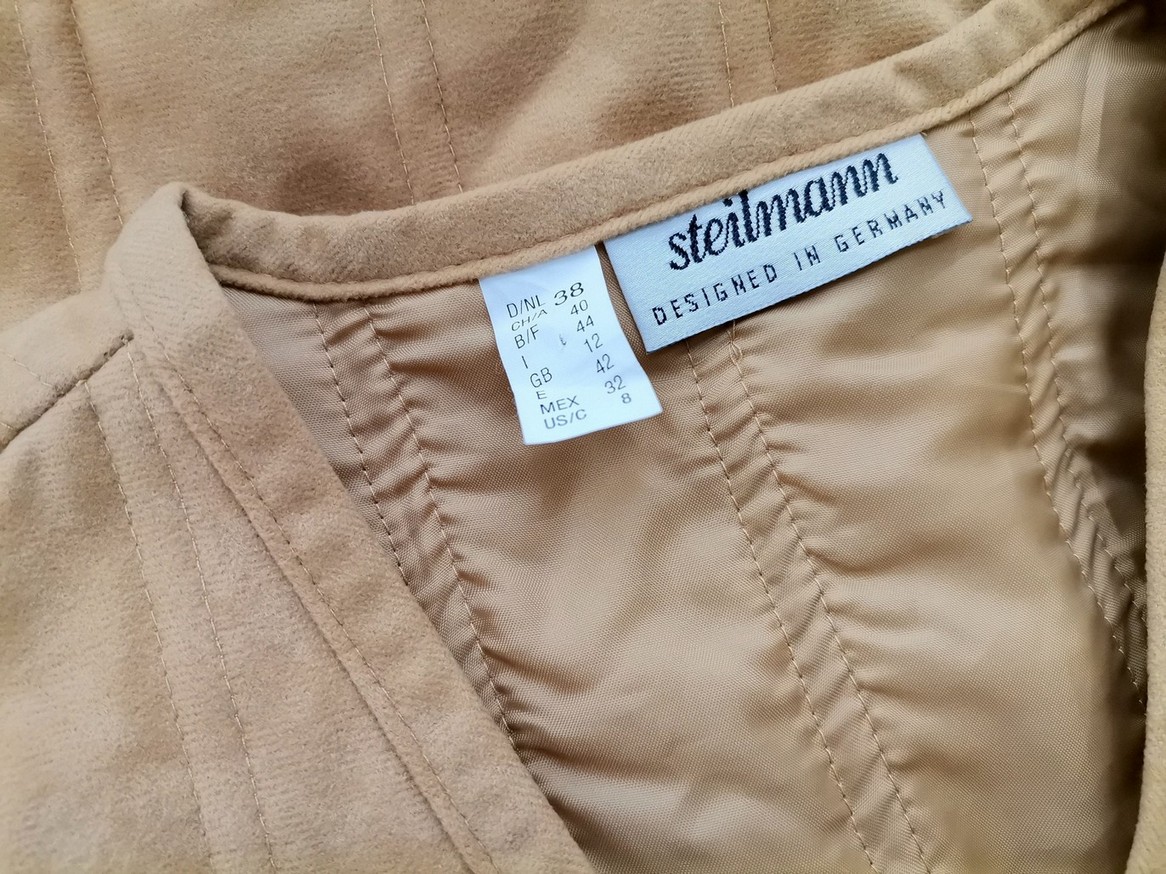 steilmann
DESIGNED IN GERMANY
D/NL 38
CH/A 40
B/F
I 44
GB 12
E 42
MEX 32
US/C 8